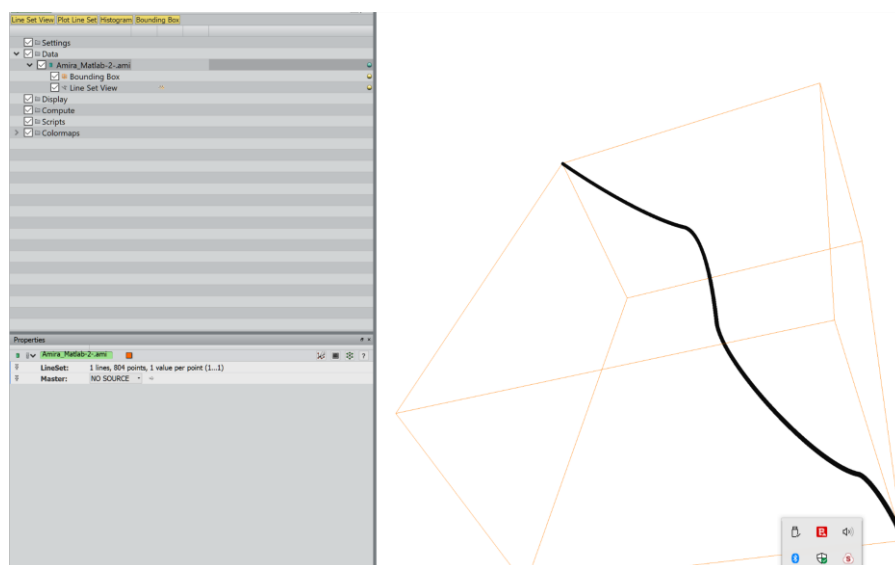 Line Set View Plot Line Set Histogram Bounding Box
Settings
Data
Amira_Matlab-2-.ami
Bounding Box
Line Set View
Display
Compute
Scripts
Colormaps
Properties
Amira_Matlab-2-.ami ?
LineSet: 1 lines, 804 points, 1 value per point (1...1)
Master: NO SOURCE